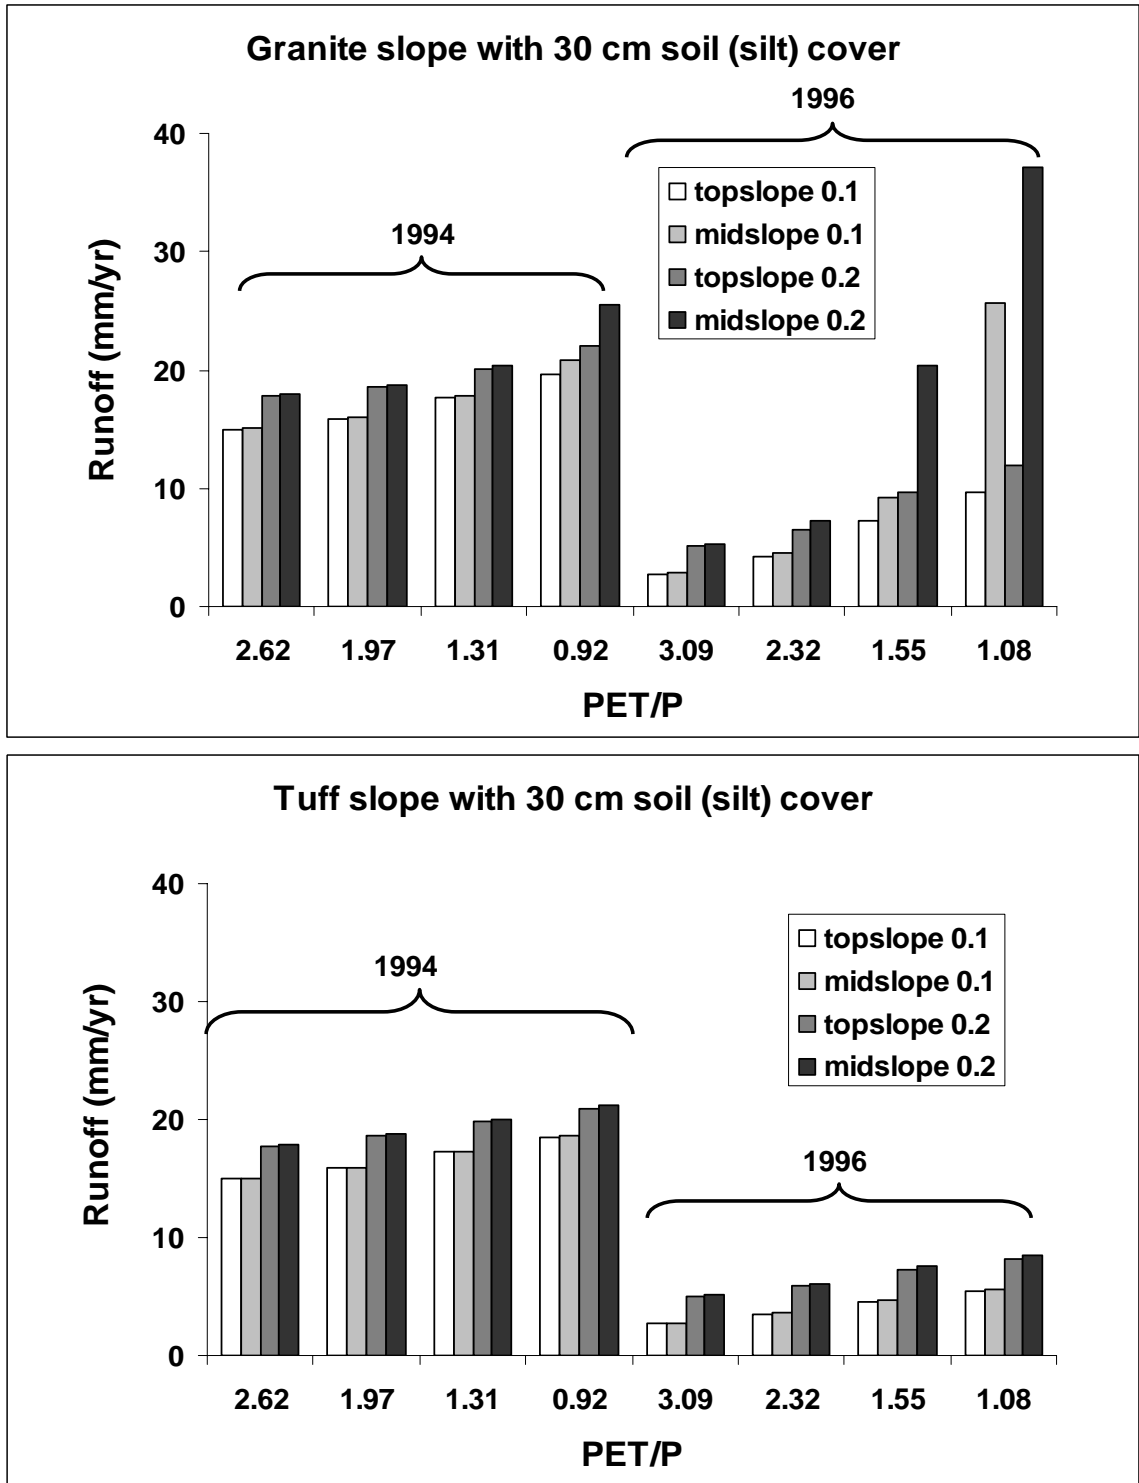 Granite slope with 30 cm soil (silt) cover
1996
40
topslope 0.1
midslope 0.1
topslope 0.2
midslope 0.2
1994
30
20
10
0
Runoff (mm/yr)
2.62 1.97 1.31 0.92 3.09 2.32 1.55 1.08
PET/P
Tuff slope with 30 cm soil (silt) cover
40
topslope 0.1
midslope 0.1
topslope 0.2
midslope 0.2
1994
30
20
1996
10
0
Runoff (mm/yr)
2.62 1.97 1.31 0.92 3.09 2.32 1.55 1.08
PET/P